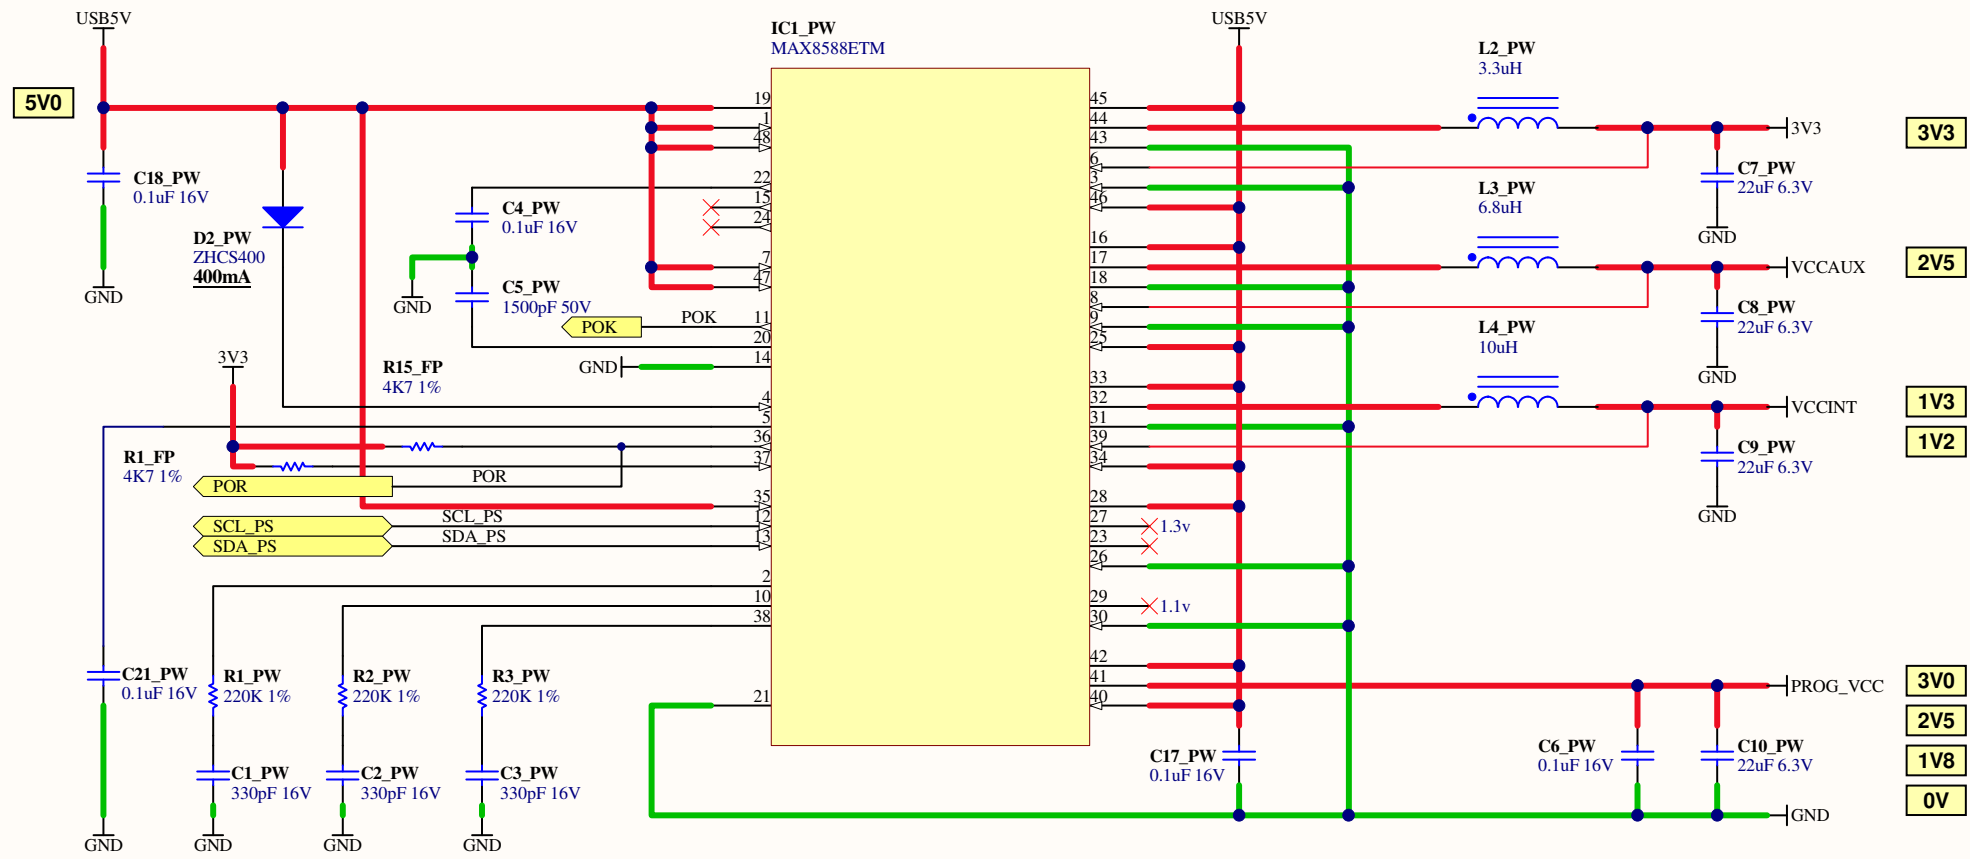 USB5V
5V0
C18_PW
0.1uF 16V
GND
D2_PW
ZHCS400
400mA
C4_PW
0.1uF 16V
GND
C5_PW
1500pF 50V
POK
POK
GND
3V3
R15_FP
4K7 1%
R1_FP
4K7 1%
POR
POR
SCL_PS
SCL_PS
SDA_PS
SDA_PS
C21_PW
0.1uF 16V
GND
R1_PW
220K 1%
C1_PW
330pF 16V
GND
R2_PW
220K 1%
C2_PW
330pF 16V
GND
R3_PW
220K 1%
C3_PW
330pF 16V
GND
IC1_PW
MAX8588ETM
19
1
48
22
15
24
7
47
11
20
14
4
5
36
37
35
12
13
2
10
38
21
45
44
43
6
3
46
16
17
18
8
9
25
33
32
31
39
34
28
27
23
26
29
30
42
41
40
1.3v
1.1v
USB5V
C17_PW
0.1uF 16V
L2_PW
3.3uH
3V3
3V3
C7_PW
22uF 6.3V
GND
L3_PW
6.8uH
VCCAUX
2V5
C8_PW
22uF 6.3V
GND
L4_PW
10uH
VCCINT
1V3
1V2
C9_PW
22uF 6.3V
GND
PROG_VCC
3V0
2V5
1V8
0V
C6_PW
0.1uF 16V
C10_PW
22uF 6.3V
GND